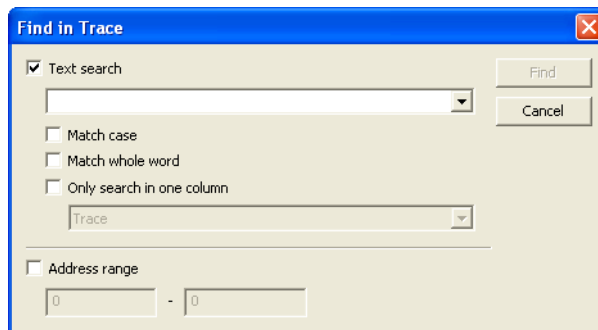 Find in Trace
Text search
Find
Cancel
Match case
Match whole word
Only search in one column
Trace
Address range
0 - 0